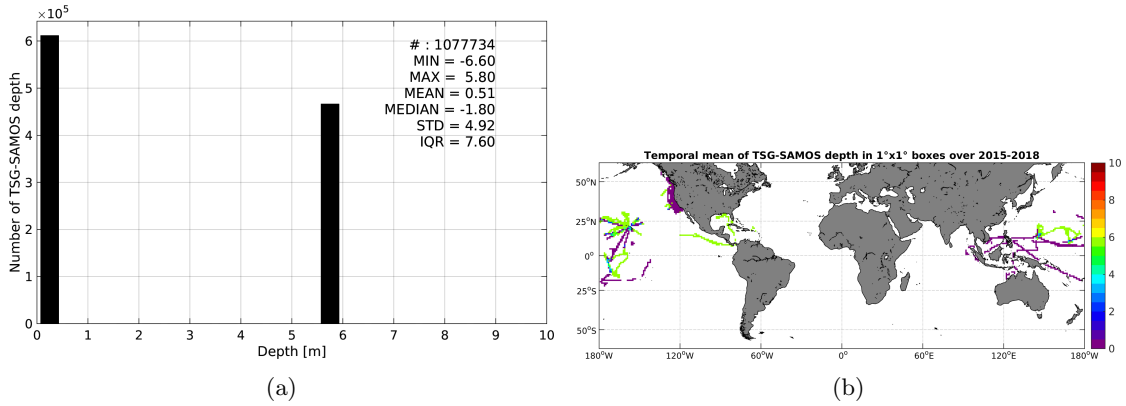 ×10⁵
6
5
4
3
2
1
0
Number of TSG-SAMOS depth
# : 1077734
MIN = -6.60
MAX = 5.80
MEAN = 0.51
MEDIAN = -1.80
STD = 4.92
IQR = 7.60
0 1 2 3 4 5 6 7 8 9 10
Depth [m]
(a)
Temporal mean of TSG-SAMOS depth in 1°x1° boxes over 2015-2018
50°N
25°N
0°
25°S
50°S
180°W 120°W 60°W 0° 60°E 120°E 180°E
10
8
6
4
2
0
(b)